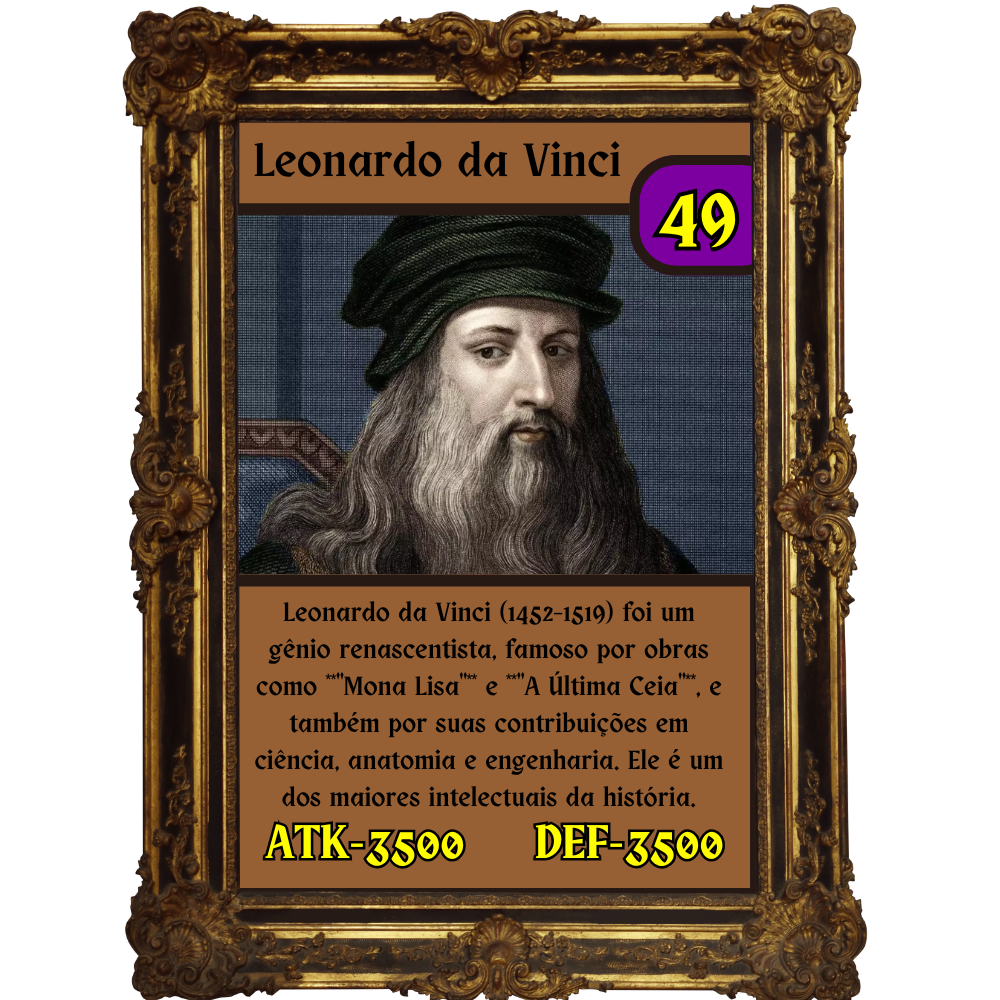 Leonardo da Vinci
49
Leonardo da Vinci (1452-1519) foi um
gênio renascentista, famoso por obras
como **"Mona Lisa"** e **"A Última Ceia"**, e
também por suas contribuições em
ciência, anatomia e engenharia. Ele é um
dos maiores intelectuais da história.
ATK-3500 DEF-3500